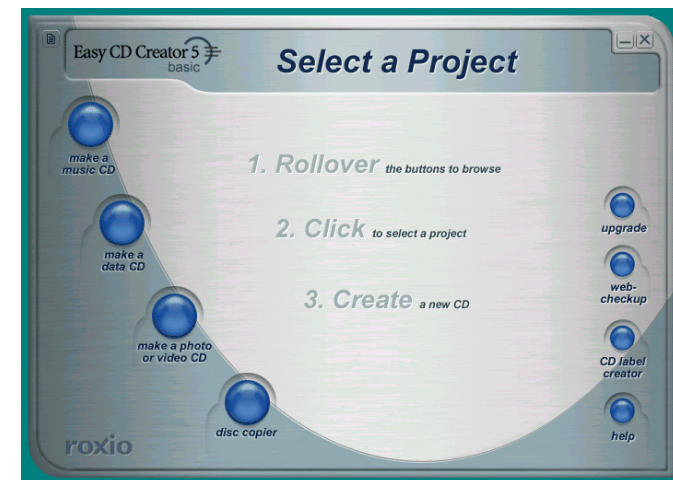 Easy CD Creator 5
basic
Select a Project
make a
music CD
1. Rollover the buttons to browse
make a
data CD
2. Click to select a project
upgrade
web-
checkup
3. Create a new CD
make a photo
or video CD
CD label
creator
disc copier
help
roxio